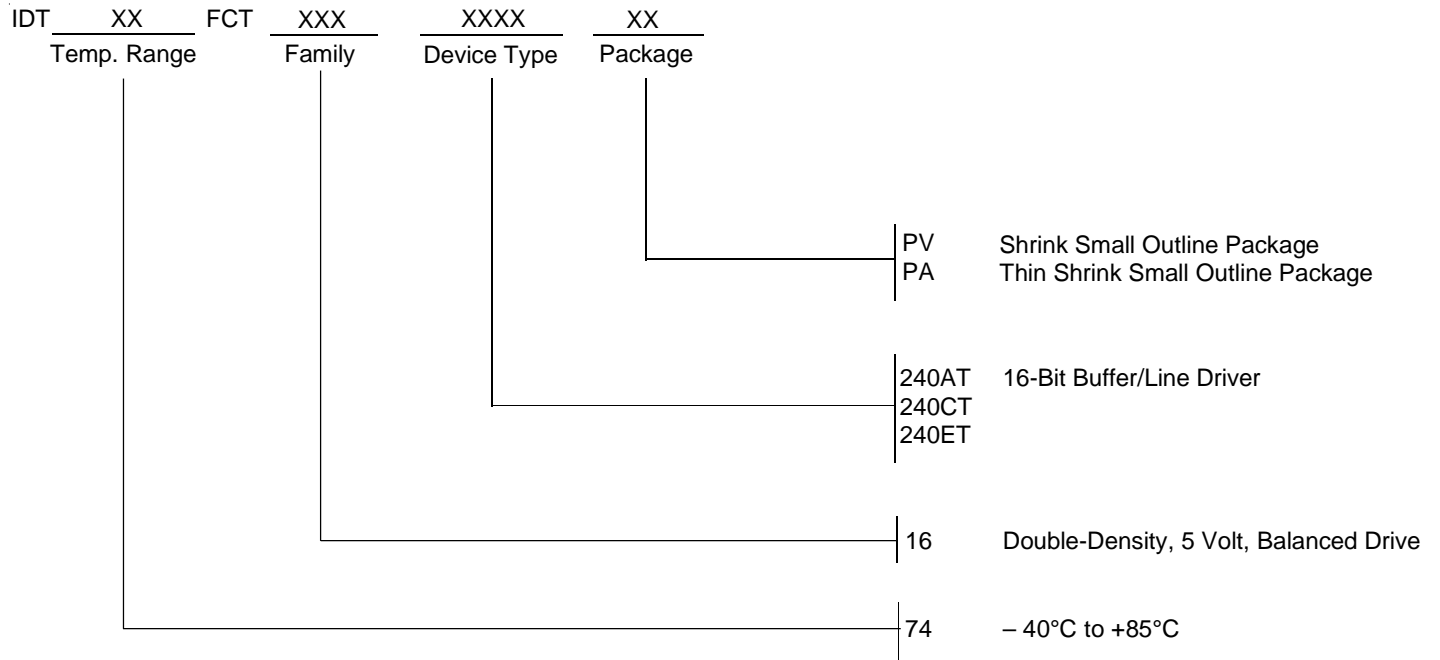 IDT XX FCT XXX XXXX XX
Temp. Range Family Device Type Package
PV Shrink Small Outline Package
PA Thin Shrink Small Outline Package
240AT 16-Bit Buffer/Line Driver
240CT
240ET
16 Double-Density, 5 Volt, Balanced Drive
74 – 40°C to +85°C